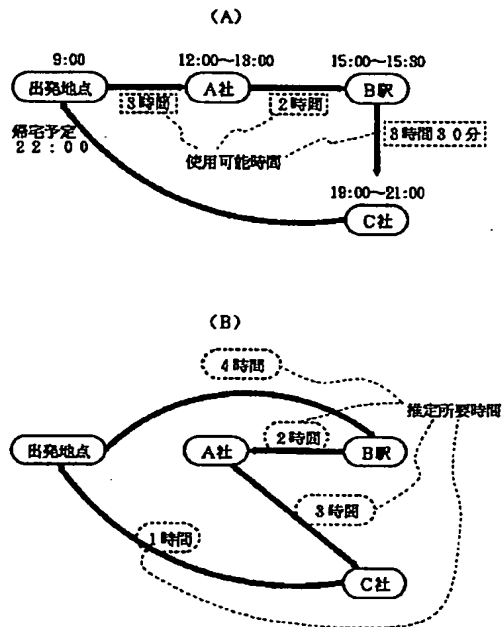 (A)
9:00
12:00～13:00
15:00～15:30
出発地点
A社
B駅
3時間
2時間
帰宅予定
22:00
使用可能時間
3時間30分
19:00～21:00
C社
(B)
4時間
推定所要時間
出発地点
A社
2時間
B駅
3時間
1時間
C社